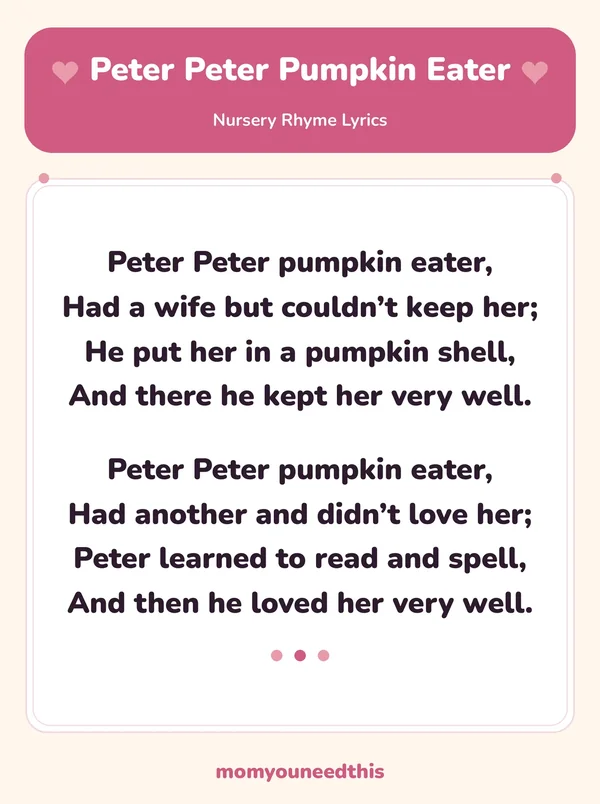 Peter Peter Pumpkin Eater
Nursery Rhyme Lyrics
Peter Peter pumpkin eater,
Had a wife but couldn’t keep her;
He put her in a pumpkin shell,
And there he kept her very well.
Peter Peter pumpkin eater,
Had another and didn’t love her;
Peter learned to read and spell,
And then he loved her very well.
momyouneedthis